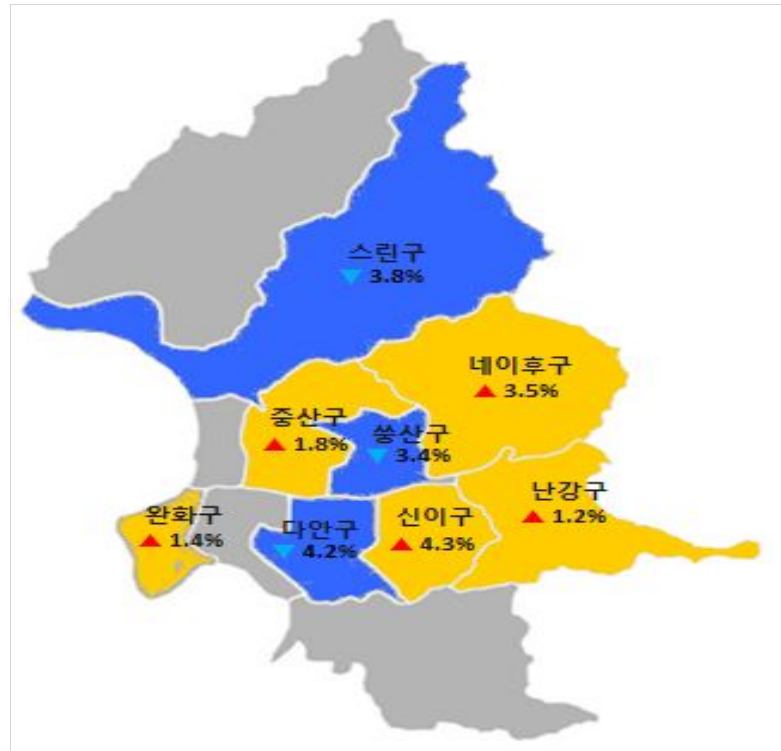 스린구
▼ 3.8%
네이후구
▲ 3.5%
중산구
▲ 1.8%
쑹산구
▼ 3.4%
난강구
▲ 1.2%
완화구
▲ 1.4%
다안구
▼ 4.2%
신이구
▲ 4.3%